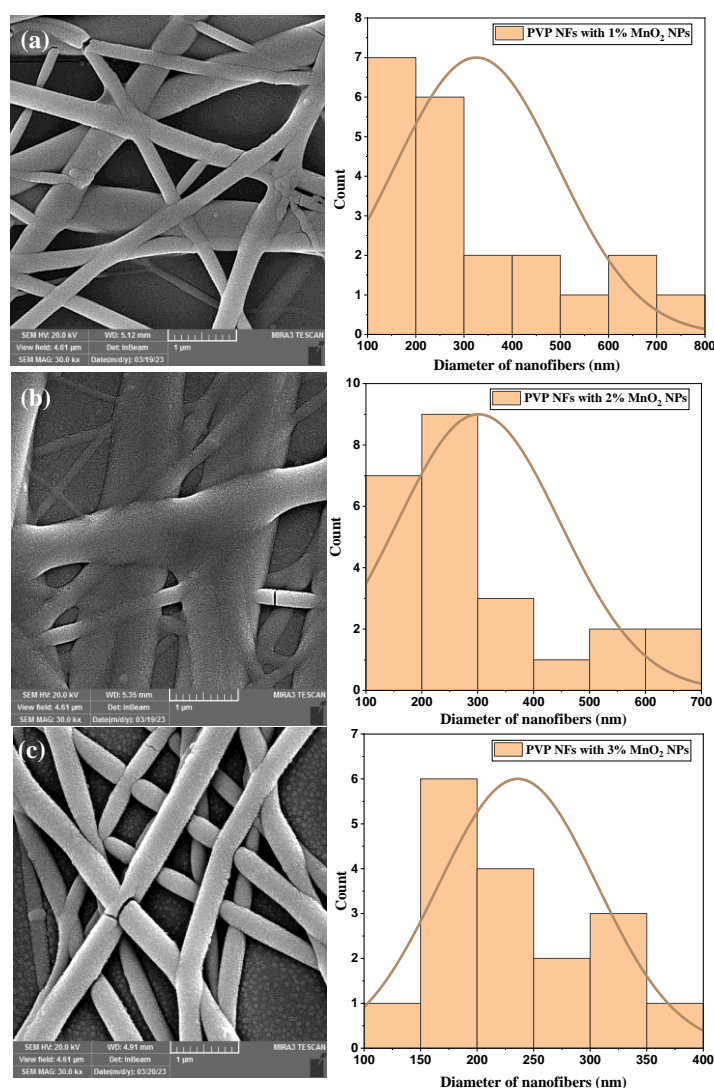 (a)
SEM HV: 20.0 kV WD: 5.12 mm MIRA3 TESCAN
View field: 4.61 µm Det: InBeam 1 µm
SEM MAG: 30.0 kx Date(m/d/y): 03/19/23
PVP NFs with 1% MnO₂ NPs
Count
8
7
6
5
4
3
2
1
0
100 200 300 400 500 600 700 800
Diameter of nanofibers (nm)
(b)
SEM HV: 20.0 kV WD: 5.35 mm MIRA3 TESCAN
View field: 4.61 µm Det: InBeam 1 µm
SEM MAG: 30.0 kx Date(m/d/y): 03/19/23
PVP NFs with 2% MnO₂ NPs
Count
10
8
6
4
2
0
100 200 300 400 500 600 700
Diameter of nanofibers (nm)
(c)
SEM HV: 20.0 kV WD: 4.91 mm MIRA3 TESCAN
View field: 4.61 µm Det: InBeam 1 µm
SEM MAG: 30.0 kx Date(m/d/y): 03/20/23
PVP NFs with 3% MnO₂ NPs
Count
7
6
5
4
3
2
1
0
100 150 200 250 300 350 400
Diameter of nanofibers (nm)